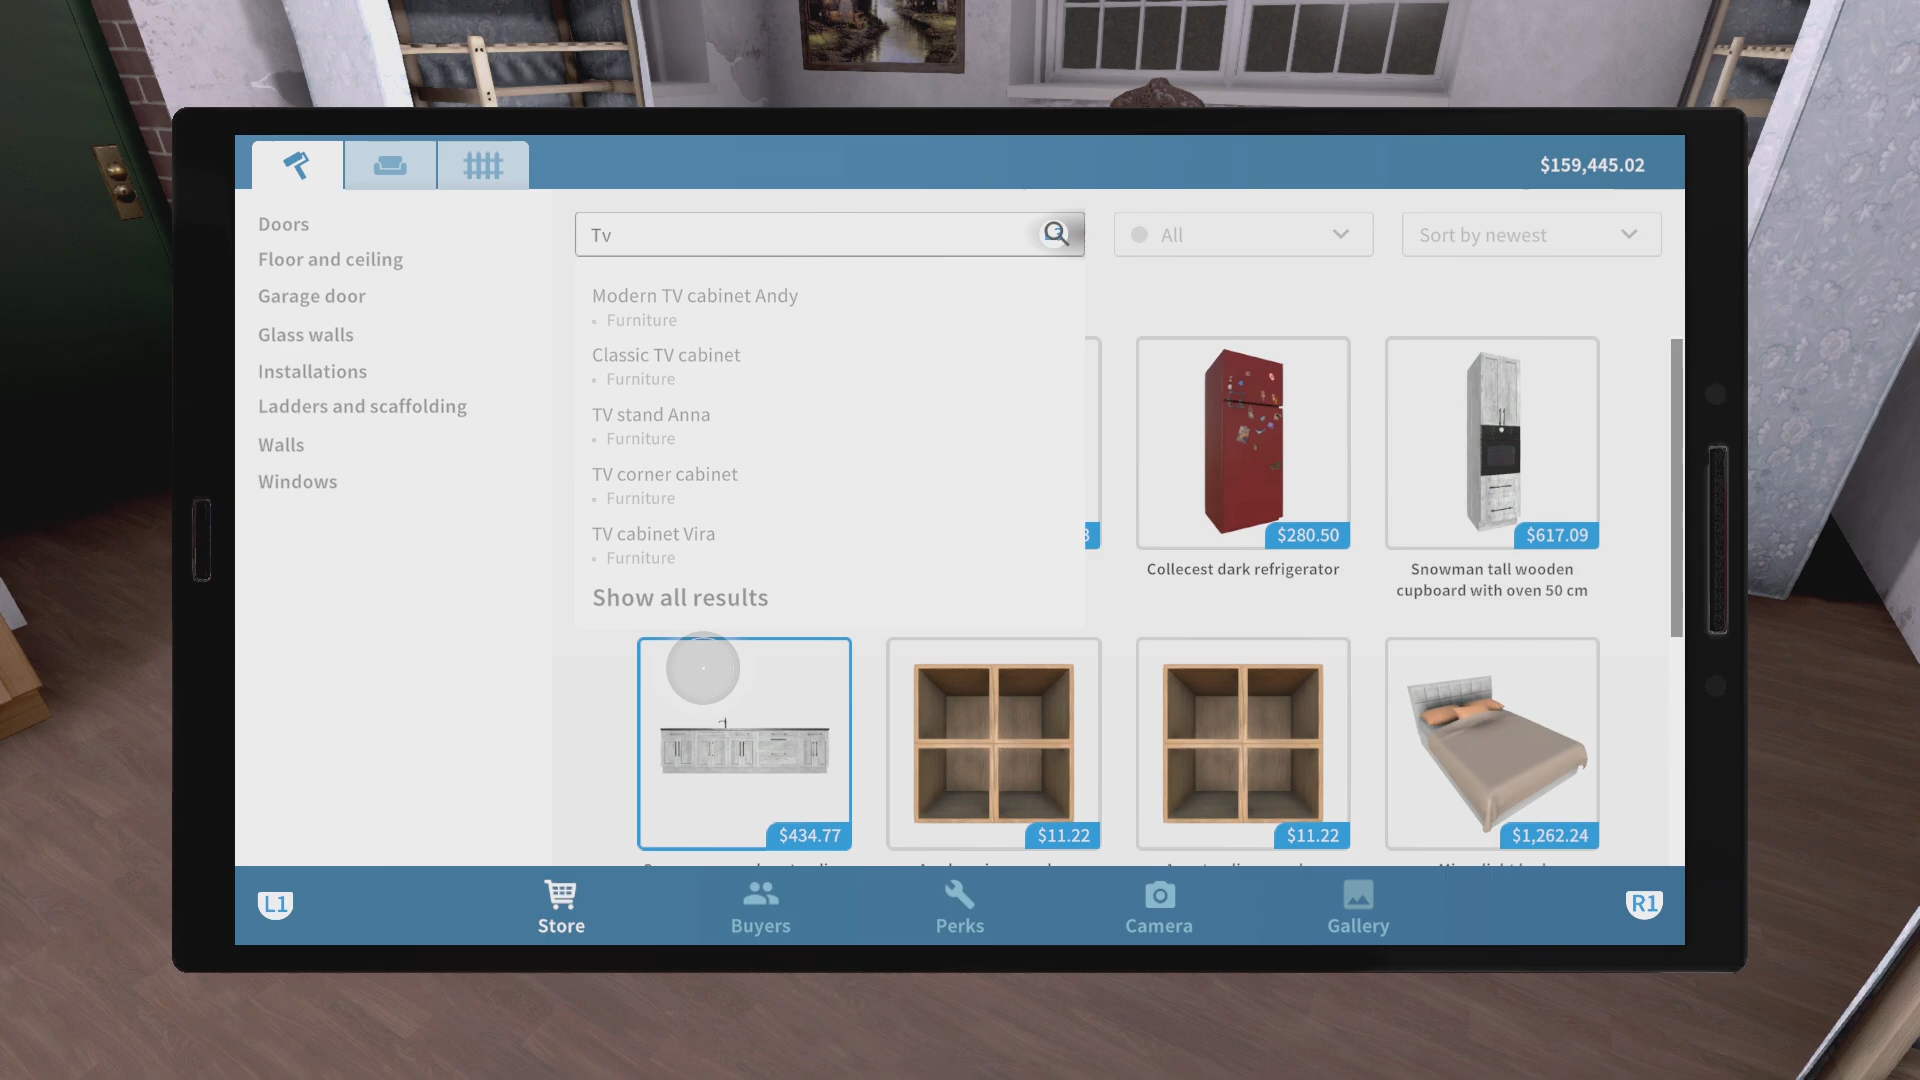 $159,445.02
Doors
Floor and ceiling
Garage door
Glass walls
Installations
Ladders and scaffolding
Walls
Windows
Tv
All
Sort by newest
Modern TV cabinet Andy
Furniture
Classic TV cabinet
Furniture
TV stand Anna
Furniture
TV corner cabinet
Furniture
TV cabinet Vira
Furniture
Show all results
3
$280.50
$617.09
Collecest dark refrigerator
Snowman tall wooden
cupboard with oven 50 cm
$434.77
$11.22
$11.22
$1,262.24
L1
Store
Buyers
Perks
Camera
Gallery
R1